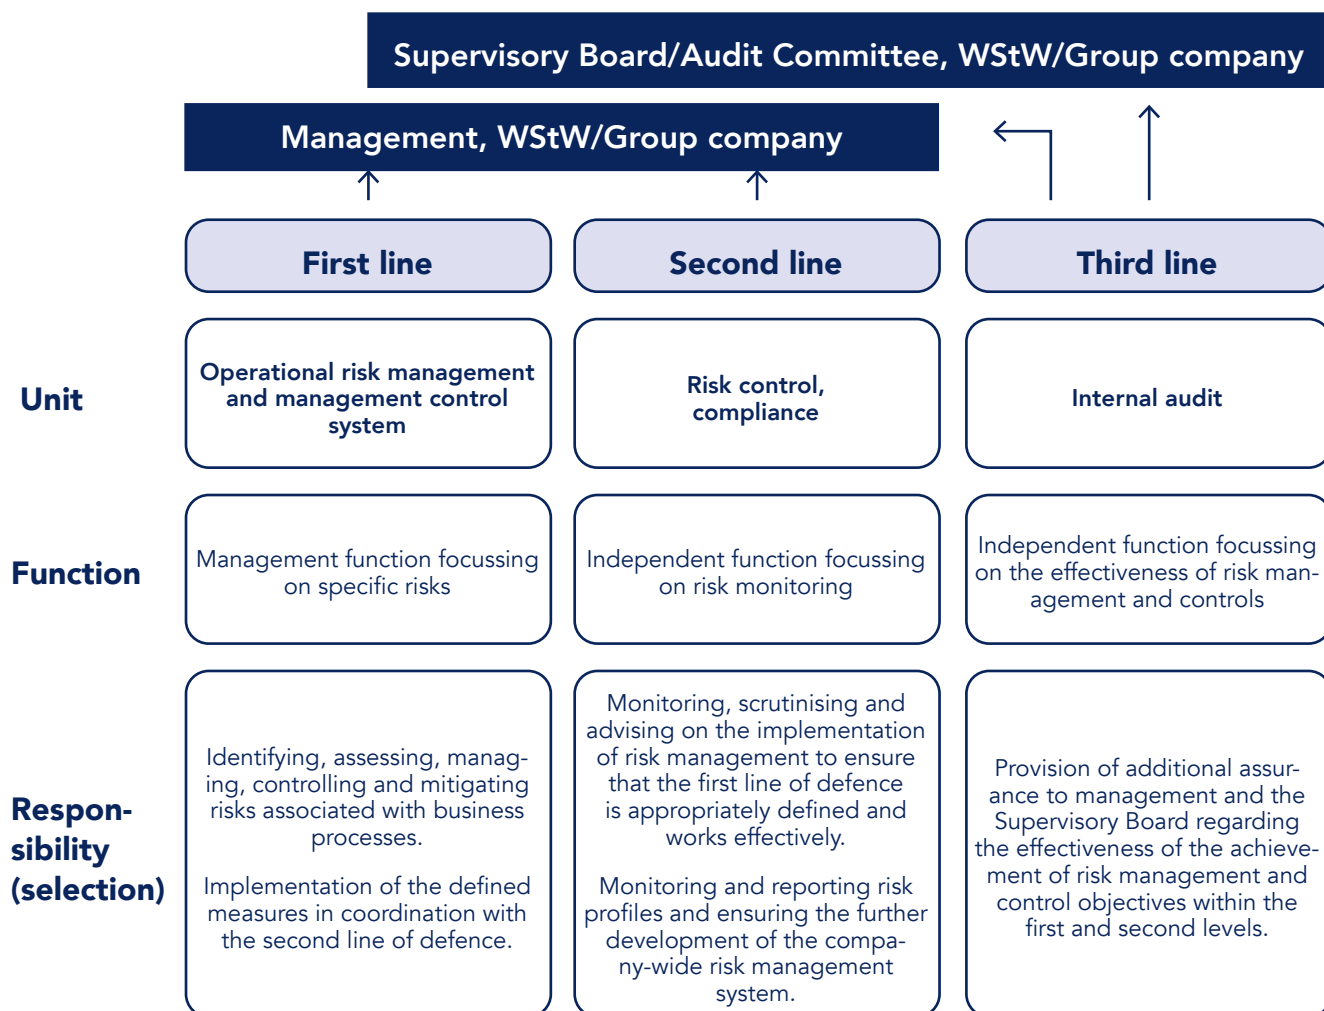 Supervisory Board/Audit Committee, WStW/Group company
Management, WStW/Group company
First line
Second line
Third line
Unit
Operational risk management
and management control
system
Risk control,
compliance
Internal audit
Function
Management function focussing
on specific risks
Independent function focussing
on risk monitoring
Independent function focussing
on the effectiveness of risk man-
agement and controls
Respon-
sibility
(selection)
Identifying, assessing, manag-
ing, controlling and mitigating
risks associated with business
processes.
Implementation of the defined
measures in coordination with
the second line of defence.
Monitoring, scrutinising and
advising on the implementation
of risk management to ensure
that the first line of defence
is appropriately defined and
works effectively.
Monitoring and reporting risk
profiles and ensuring the further
development of the compa-
ny-wide risk management
system.
Provision of additional assur-
ance to management and the
Supervisory Board regarding
the effectiveness of the achieve-
ment of risk management and
control objectives within the
first and second levels.